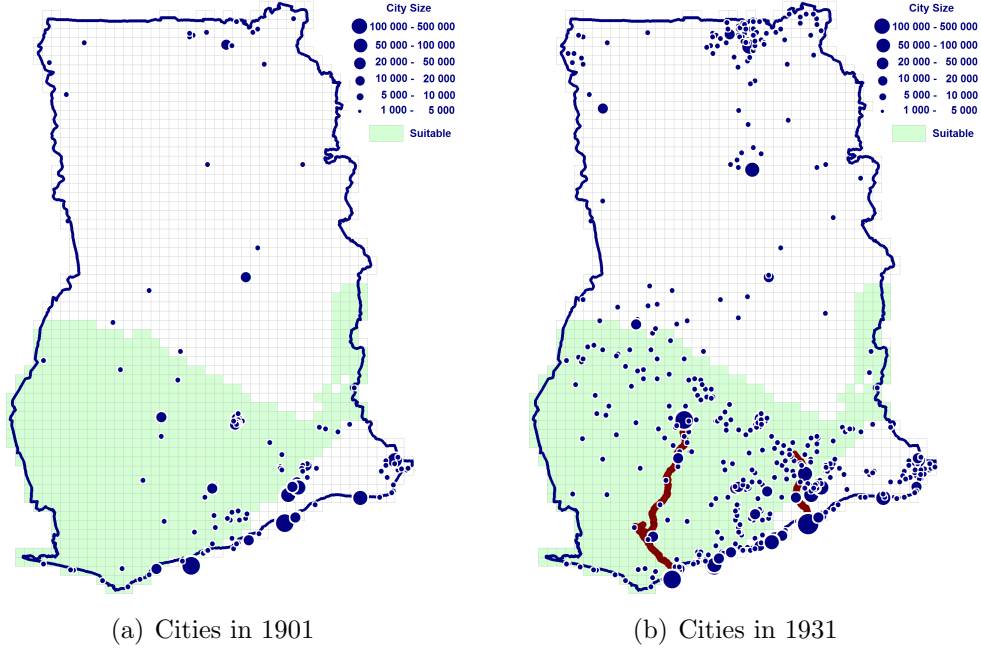 City Size
100 000 - 500 000
50 000 - 100 000
20 000 - 50 000
10 000 - 20 000
5 000 - 10 000
1 000 - 5 000
Suitable
City Size
100 000 - 500 000
50 000 - 100 000
20 000 - 50 000
10 000 - 20 000
5 000 - 10 000
1 000 - 5 000
Suitable
(a) Cities in 1901
(b) Cities in 1931